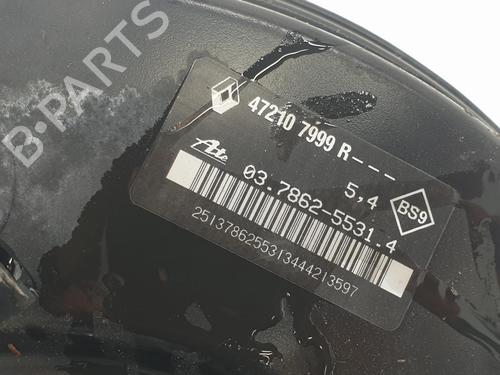 B-PARTS
47210 7999 R---
5,4
Ate
03.7862-5531.4
BS9
2513786255313444213597